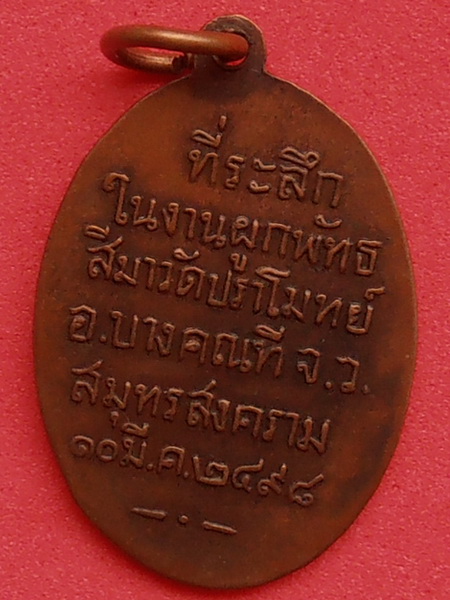 ที่ระลึก
ในงานผูกพัทธ
สีมาวัดปราโมทย์
อ.บางคณที จ.ว.
สมุทรสงคราม
๑๐ มี.ค.๒๔๙๘